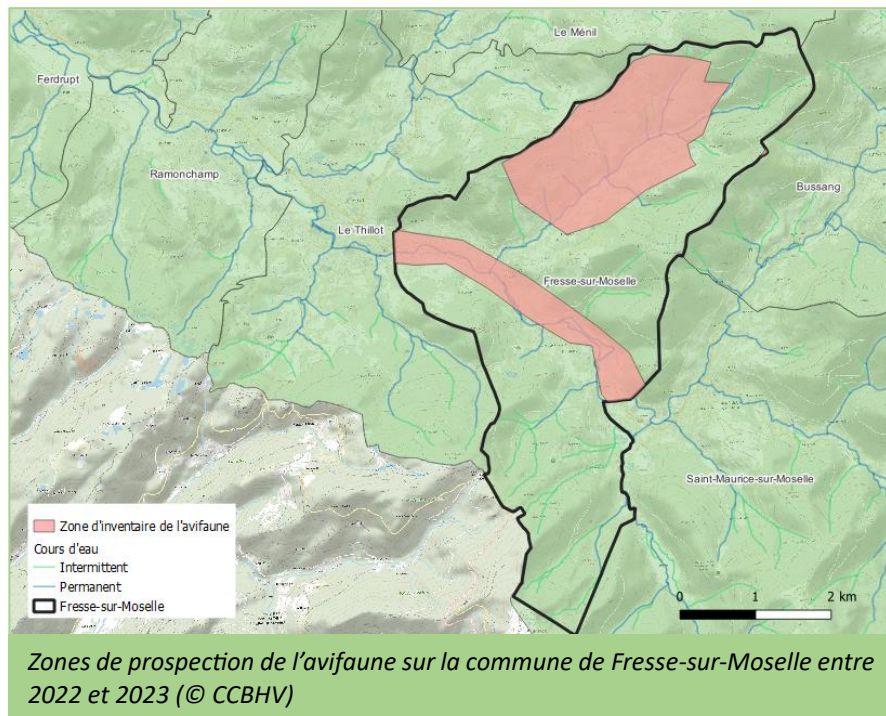 Le Ménil
Ferdrupt
Ramonchamp
Bussang
Le Thillot
Fresse-sur-Moselle
Saint-Maurice-sur-Moselle
Zone d'inventaire de l'avifaune
Cours d'eau
Intermittent
Permanent
Fresse-sur-Moselle
0 1 2 km
Zones de prospection de l'avifaune sur la commune de Fresse-sur-Moselle entre
2022 et 2023 (© CCBHV)